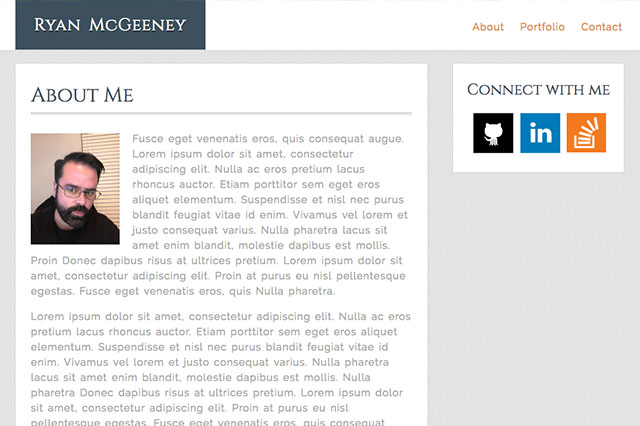 Ryan McGeeney
About Portfolio Contact
About Me
Connect with me
in
Fusce eget venenatis eros, quis consequat augue.
Lorem ipsum dolor sit amet, consectetur
adipiscing elit. Nulla ac eros pretium lacus
rhoncus auctor. Etiam porttitor sem eget eros
aliquet elementum. Suspendisse et nisl nec purus
blandit feugiat vitae id enim. Vivamus vel lorem et
justo consequat varius. Nulla pharetra lacus sit
amet enim blandit, molestie dapibus est mollis.
Proin Donec dapibus risus at ultrices pretium. Lorem ipsum dolor sit
amet, consectetur adipiscing elit. Proin at purus eu nisl pellentesque
egestas. Fusce eget venenatis eros, quis Nulla pharetra.
Lorem ipsum dolor sit amet, consectetur adipiscing elit. Nulla ac eros
pretium lacus rhoncus auctor. Etiam porttitor sem eget eros aliquet
elementum. Suspendisse et nisl nec purus blandit feugiat vitae id
enim. Vivamus vel lorem et justo consequat varius. Nulla pharetra
lacus sit amet enim blandit, molestie dapibus est mollis. Nulla
pharetra Donec dapibus risus at ultrices pretium. Lorem ipsum dolor
sit amet, consectetur adipiscing elit. Proin at purus eu nisl
pellentesque egestas. Fusce eget venenatis eros, quis consequat